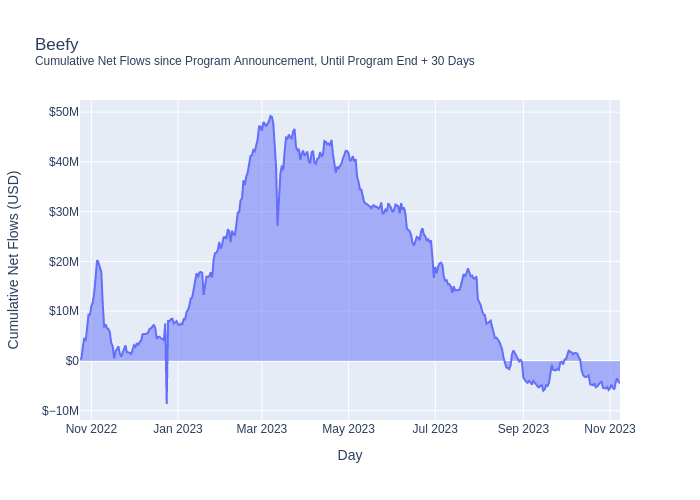 Beefy
Cumulative Net Flows since Program Announcement, Until Program End + 30 Days
Cumulative Net Flows (USD)
$50M
$40M
$30M
$20M
$10M
$0
$−10M
Nov 2022
Jan 2023
Mar 2023
May 2023
Jul 2023
Sep 2023
Nov 2023
Day